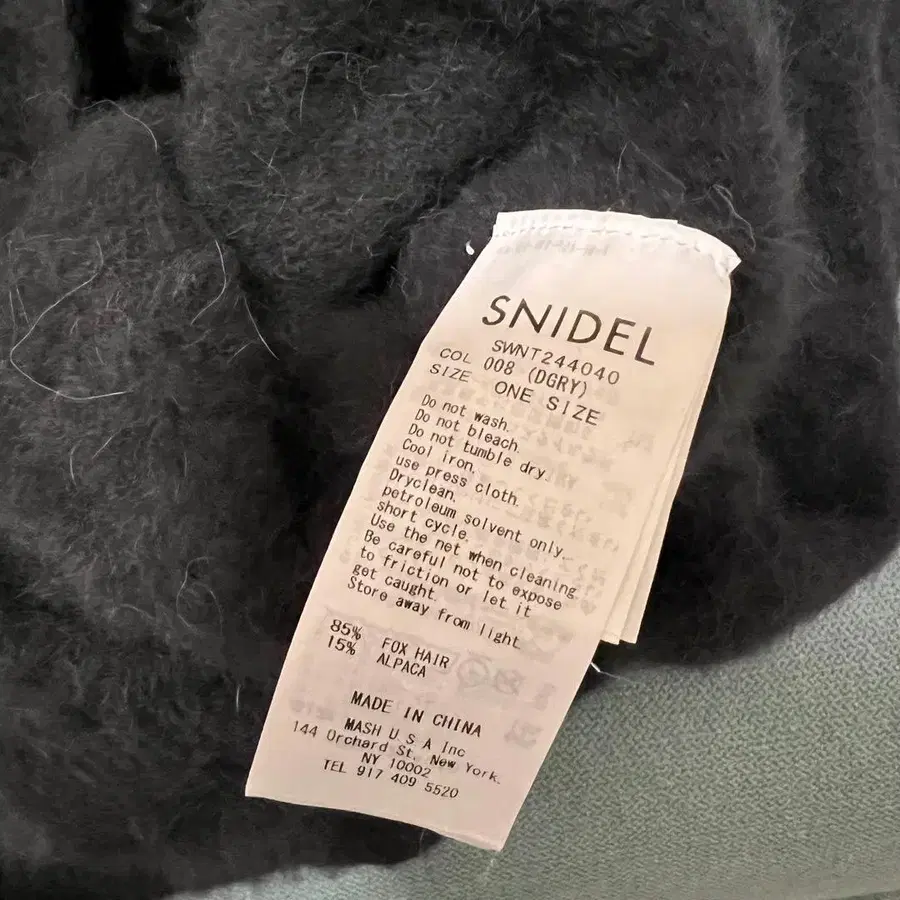 SNIDEL
SWNT244040
COL 008 (DGRY)
SIZE ONE SIZE
Do not wash.
Do not bleach.
Do not tumble dry.
Cool iron,
use press cloth.
Dryclean,
petroleum solvent only,
short cycle.
Use the net when cleaning.
Be careful not to expose
to friction or let it
get caught.
Store away from light.
85% FOX HAIR
15% ALPACA
MADE IN CHINA
MASH U.S.A Inc
144 Orchard St. New York.
NY 10002
TEL 917 409 5520